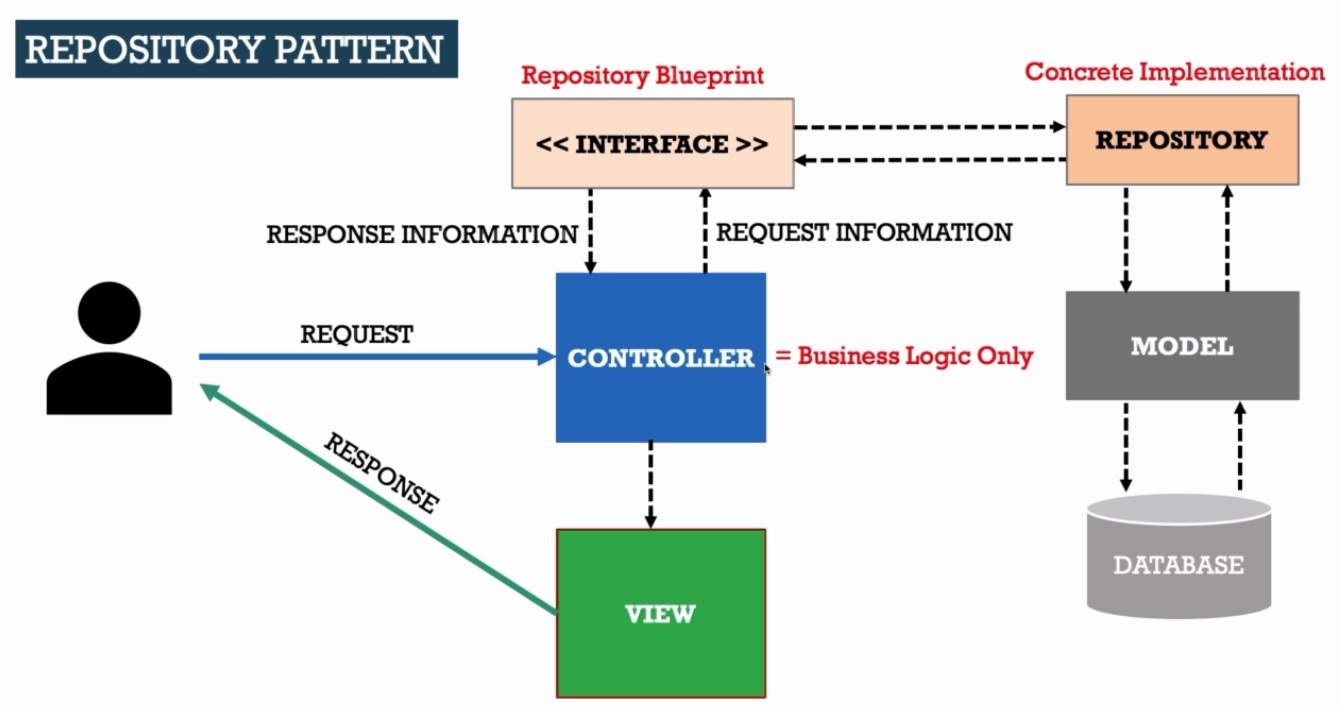 REPOSITORY PATTERN
Repository Blueprint
Concrete Implementation
<< INTERFACE >>
REPOSITORY
RESPONSE INFORMATION
REQUEST INFORMATION
REQUEST
CONTROLLER
= Business Logic Only
MODEL
RESPONSE
DATABASE
VIEW